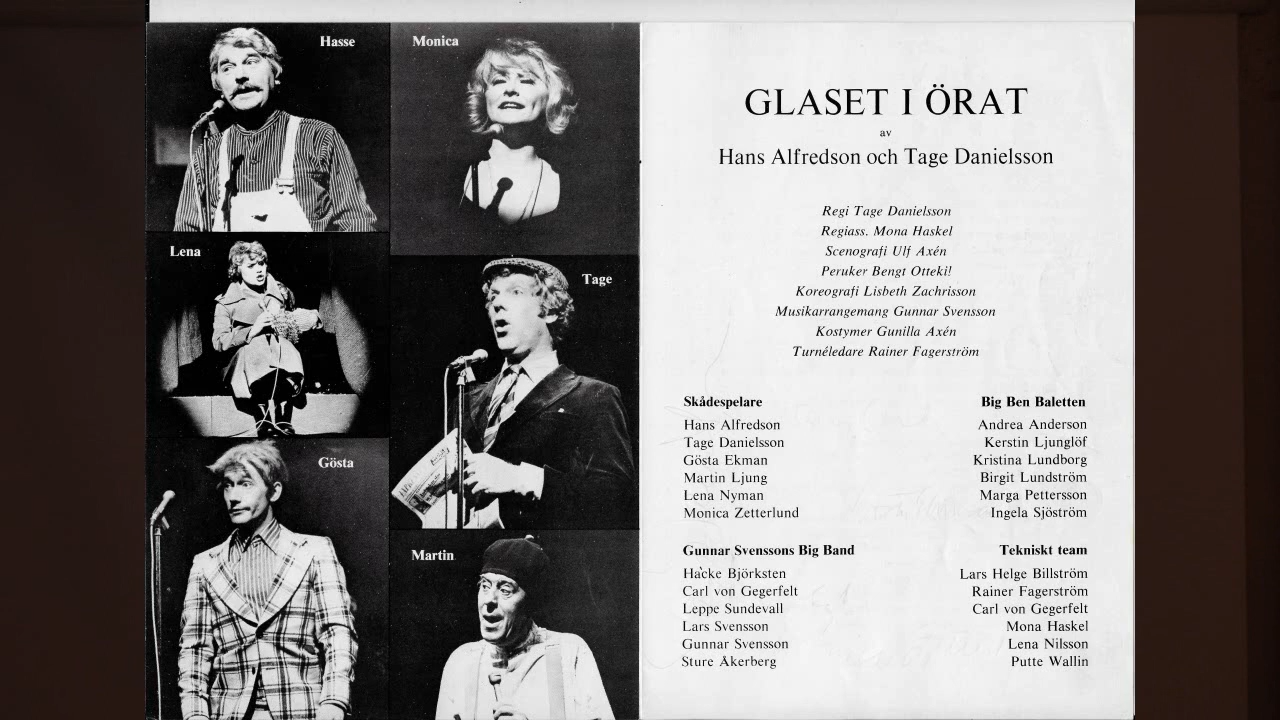 Hasse
Monica
Lena
Tage
Gösta
Martin
GLASET I ÖRAT
av
Hans Alfredson och Tage Danielsson
Regi Tage Danielsson
Regiass. Mona Haskel
Scenografi Ulf Axén
Peruker Bengt Otteki!
Koreografi Lisbeth Zachrisson
Musikarrangemang Gunnar Svensson
Kostymer Gunilla Axén
Turnéledare Rainer Fagerström
Skådespelare
Hans Alfredson
Tage Danielsson
Gösta Ekman
Martin Ljung
Lena Nyman
Monica Zetterlund
Big Ben Baletten
Andrea Anderson
Kerstin Ljunglöf
Kristina Lundborg
Birgit Lundström
Marga Pettersson
Ingela Sjöström
Gunnar Svenssons Big Band
Hacke Björksten
Carl von Gegerfelt
Leppe Sundevall
Lars Svensson
Gunnar Svensson
Sture Åkerberg
Tekniskt team
Lars Helge Billström
Rainer Fagerström
Carl von Gegerfelt
Mona Haskel
Lena Nilsson
Putte Wallin